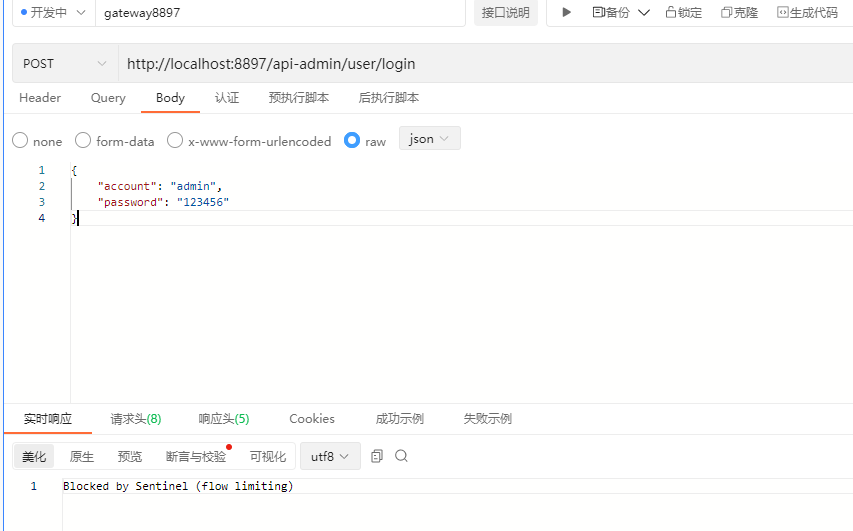 开发中 gateway8897 接口说明 备份 锁定 克隆 生成代码
POST http://localhost:8897/api-admin/user/login
Header Query Body 认证 预执行脚本 后执行脚本
none form-data x-www-form-urlencoded raw json
1 {
2 "account": "admin",
3 "password": "123456"
4 }
实时响应 请求头(8) 响应头(5) Cookies 成功示例 失败示例
美化 原生 预览 断言与校验 可视化 utf8
1 Blocked by Sentinel (flow limiting)